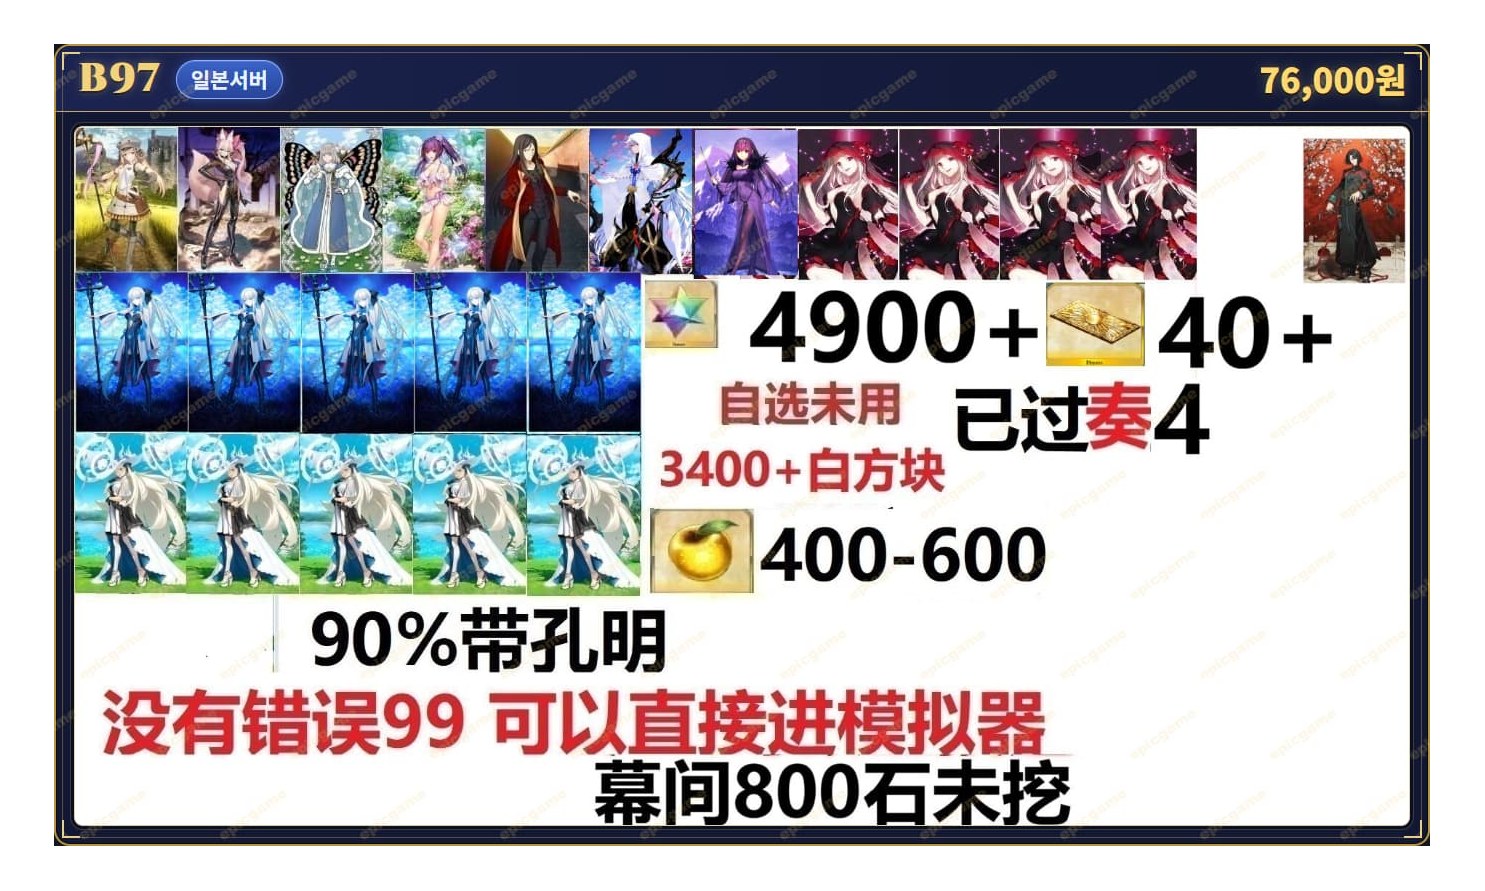 B97 일본서버 76,000원
4900+ 40+
自选未用 已过奏4
3400+白方块
400-600
90%带孔明
没有错误99 可以直接进模拟器
幕间800石未挖
epicgame